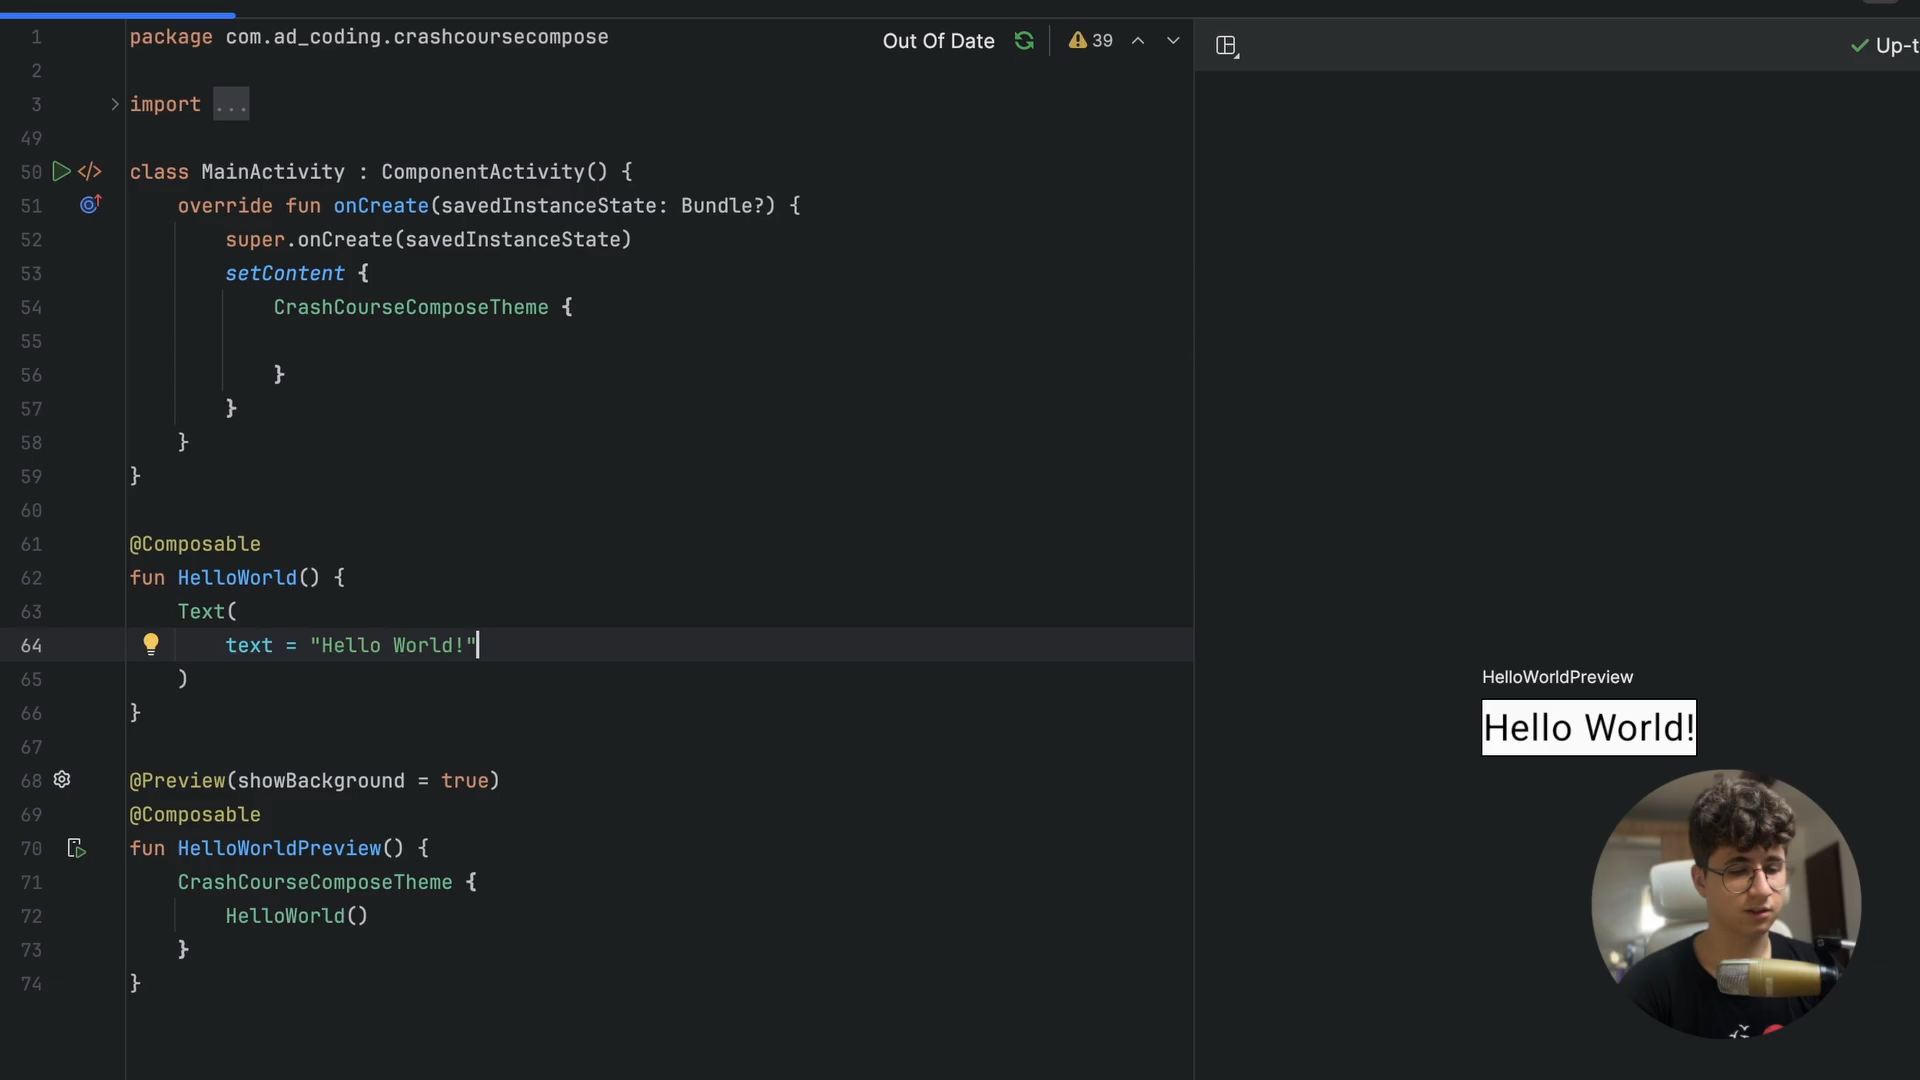 1 package com.ad_coding.crashcoursecompose
Out Of Date 39
Up-t
2
3 import ...
49
50 class MainActivity : ComponentActivity() {
51 override fun onCreate(savedInstanceState: Bundle?) {
52 super.onCreate(savedInstanceState)
53 setContent {
54 CrashCourseComposeTheme {
55
56 }
57 }
58 }
59 }
60
61 @Composable
62 fun HelloWorld() {
63 Text(
64 text = "Hello World!"
65 )
66 }
67
68 @Preview(showBackground = true)
69 @Composable
70 fun HelloWorldPreview() {
71 CrashCourseComposeTheme {
72 HelloWorld()
73 }
74 }
HelloWorldPreview
Hello World!